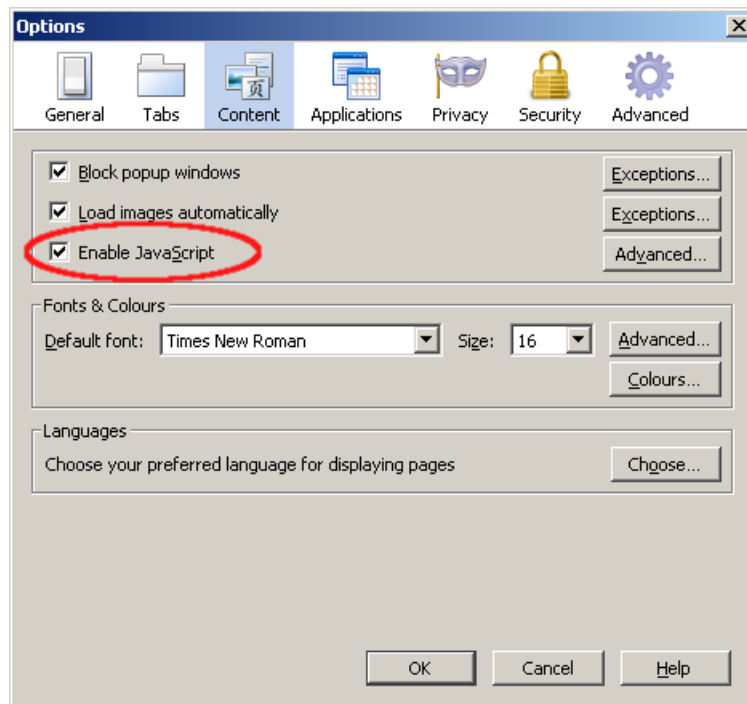 Options
General Tabs Content Applications Privacy Security Advanced
Block popup windows Exceptions...
Load images automatically Exceptions...
Enable JavaScript Advanced...
Fonts & Colours
Default font: Times New Roman Size: 16 Advanced...
Colours...
Languages
Choose your preferred language for displaying pages Choose...
OK Cancel Help